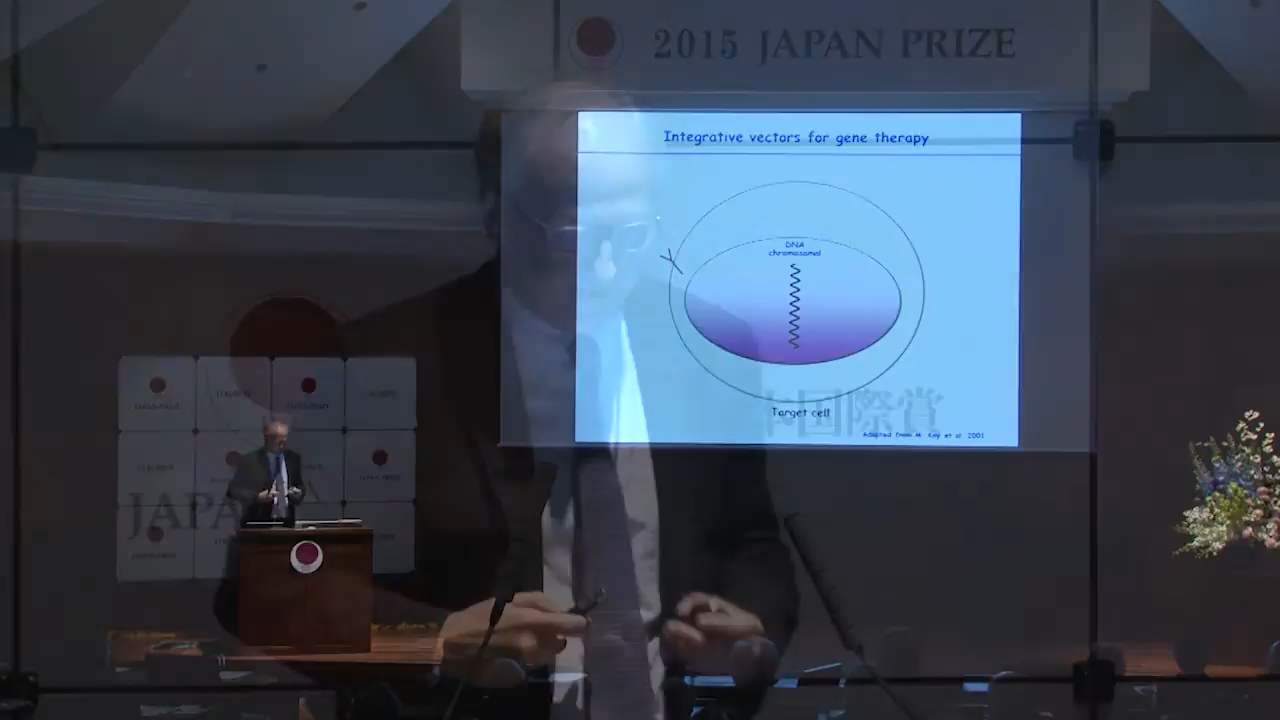 2015 JAPAN PRIZE
Integrative vectors for gene therapy
DNA
chromosomal
国際賞
Target cell
Adapted from M. Kay et al. 2001
JAPA